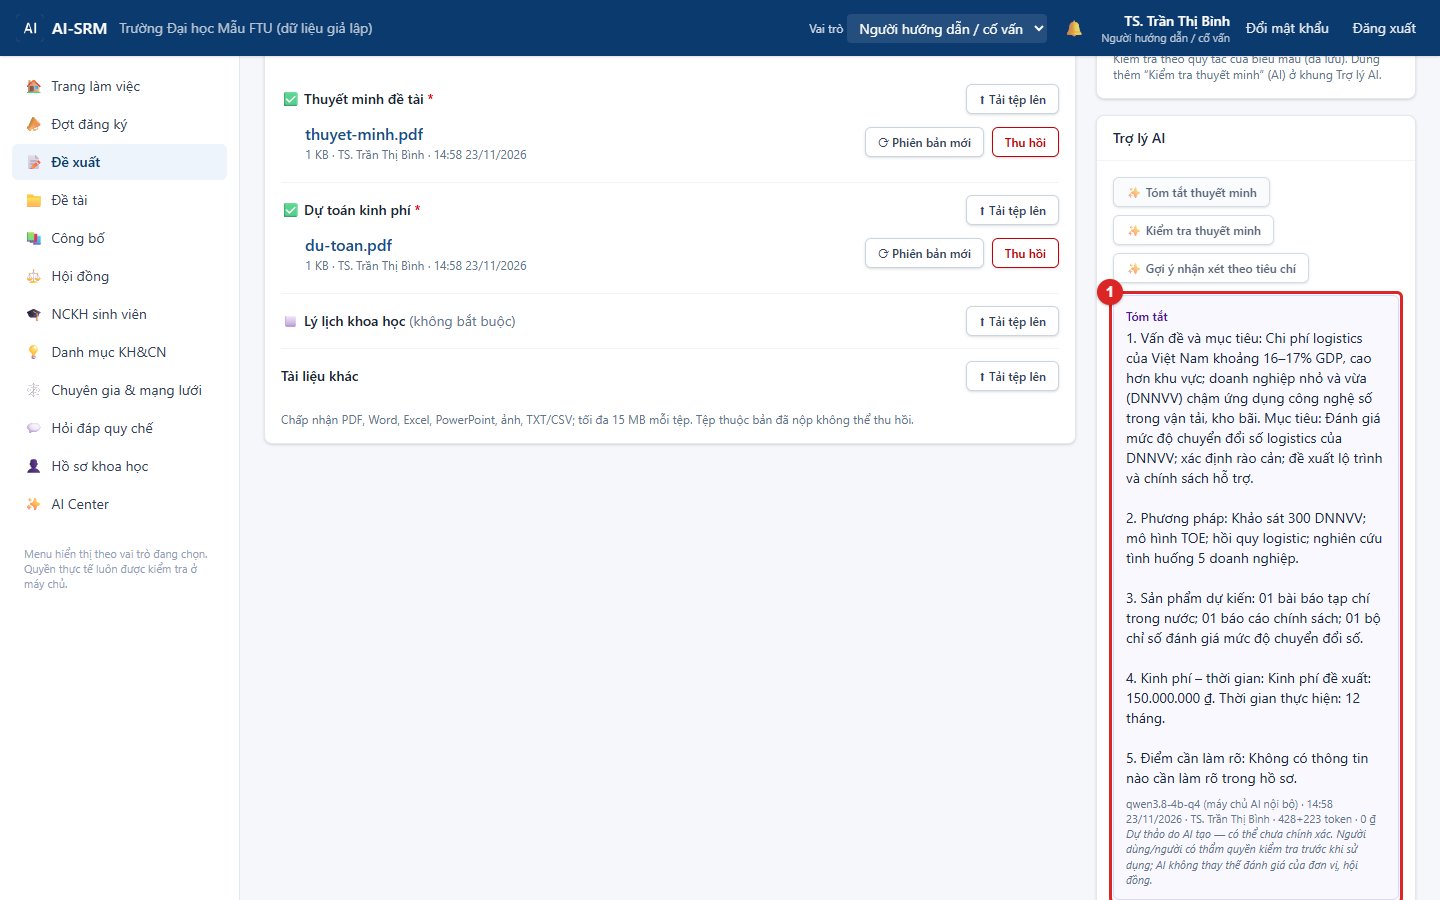 AI AI-SRM Trường Đại học Mẫu FTU (dữ liệu giả lập)
Vai trò Người hướng dẫn / cố vấn
TS. Trần Thị Bình
Người hướng dẫn / cố vấn
Đổi mật khẩu
Đăng xuất
Trang làm việc
Đợt đăng ký
Đề xuất
Đề tài
Công bố
Hội đồng
NCKH sinh viên
Danh mục KH&CN
Chuyên gia & mạng lưới
Hỏi đáp quy chế
Hồ sơ khoa học
AI Center
Menu hiển thị theo vai trò đang chọn.
Quyền thực tế luôn được kiểm tra ở
máy chủ.
Thuyết minh đề tài *
Tải tệp lên
thuyet-minh.pdf
1 KB · TS. Trần Thị Bình · 14:58 23/11/2026
Phiên bản mới
Thu hồi
Dự toán kinh phí *
Tải tệp lên
du-toan.pdf
1 KB · TS. Trần Thị Bình · 14:58 23/11/2026
Phiên bản mới
Thu hồi
Lý lịch khoa học (không bắt buộc)
Tải tệp lên
Tài liệu khác
Tải tệp lên
Chấp nhận PDF, Word, Excel, PowerPoint, ảnh, TXT/CSV; tối đa 15 MB mỗi tệp. Tệp thuộc bản đã nộp không thể thu hồi.
Kiểm tra theo quy tắc của biểu mẫu (đã lưu). Dùng
thêm “Kiểm tra thuyết minh” (AI) ở khung Trợ lý AI.
Trợ lý AI
Tóm tắt thuyết minh
Kiểm tra thuyết minh
Gợi ý nhận xét theo tiêu chí
1
Tóm tắt
1. Vấn đề và mục tiêu: Chi phí logistics
của Việt Nam khoảng 16–17% GDP, cao
hơn khu vực; doanh nghiệp nhỏ và vừa
(DNNVV) chậm ứng dụng công nghệ số
trong vận tải, kho bãi. Mục tiêu: Đánh giá
mức độ chuyển đổi số logistics của
DNNVV; xác định rào cản; đề xuất lộ trình
và chính sách hỗ trợ.
2. Phương pháp: Khảo sát 300 DNNVV;
mô hình TOE; hồi quy logistic; nghiên cứu
tình huống 5 doanh nghiệp.
3. Sản phẩm dự kiến: 01 bài báo tạp chí
trong nước; 01 báo cáo chính sách; 01 bộ
chỉ số đánh giá mức độ chuyển đổi số.
4. Kinh phí – thời gian: Kinh phí đề xuất:
150.000.000 ₫. Thời gian thực hiện: 12
tháng.
5. Điểm cần làm rõ: Không có thông tin
nào cần làm rõ trong hồ sơ.
qwen3.8-4b-q4 (máy chủ AI nội bộ) · 14:58
23/11/2026 · TS. Trần Thị Bình · 428+223 token · 0 ₫
Dự thảo do AI tạo — có thể chưa chính xác. Người
dùng/người có thẩm quyền kiểm tra trước khi sử
dụng; AI không thay thế đánh giá của đơn vị, hội
đồng.